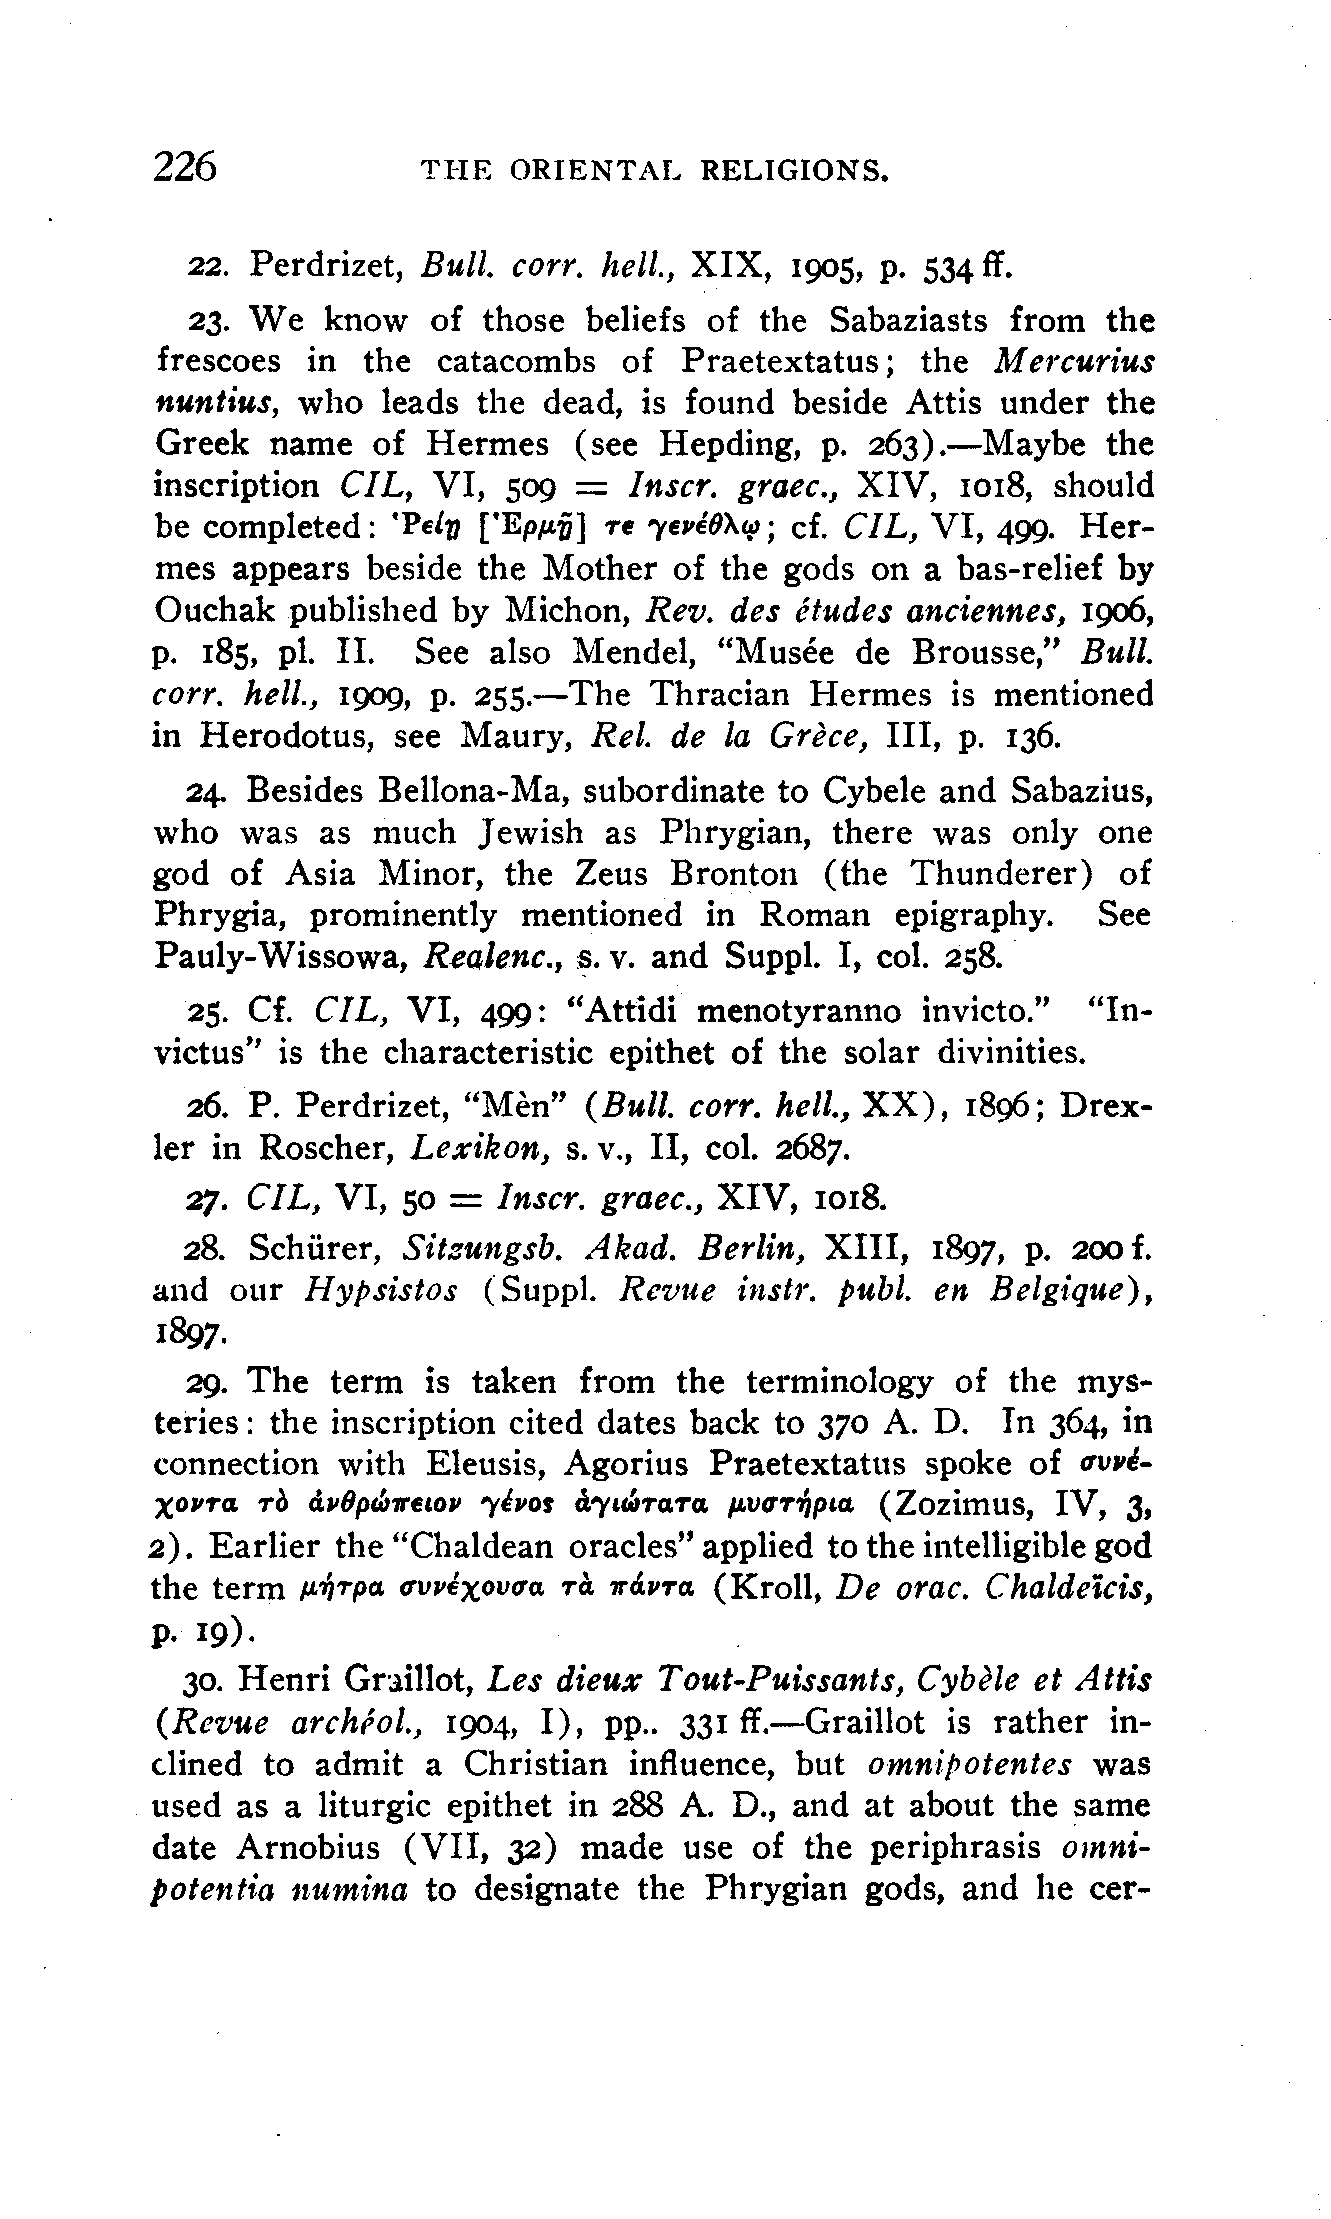 226 THE ORIENTAL RELIGIONS.
22. Perdrizet, Bull. corr. hell., XIX, 1905, p. 534 ff.
23. We know of those beliefs of the Sabaziasts from the
frescoes in the catacombs of Praetextatus; the Mercurius
nuntius, who leads the dead, is found beside Attis under the
Greek name of Hermes (see Hepding, p. 263).—Maybe the
inscription CIL, VI, 509 = Inscr. graec., XIV, 1018, should
be completed: Ῥείῃ [Ἑρμῇ] τε γενέθλῳ; cf. CIL, VI, 499. Her-
mes appears beside the Mother of the gods on a bas-relief by
Ouchak published by Michon, Rev. des études anciennes, 1906,
p. 185, pl. II. See also Mendel, "Musée de Brousse," Bull.
corr. hell., 1909, p. 255.—The Thracian Hermes is mentioned
in Herodotus, see Maury, Rel. de la Grèce, III, p. 136.
24. Besides Bellona-Ma, subordinate to Cybele and Sabazius,
who was as much Jewish as Phrygian, there was only one
god of Asia Minor, the Zeus Bronton (the Thunderer) of
Phrygia, prominently mentioned in Roman epigraphy. See
Pauly-Wissowa, Realenc., s. v. and Suppl. I, col. 258.
25. Cf. CIL, VI, 499: "Attidi menotyranno invicto." "In-
victus" is the characteristic epithet of the solar divinities.
26. P. Perdrizet, "Mèn" (Bull. corr. hell., XX), 1896; Drex-
ler in Roscher, Lexikon, s. v., II, col. 2687.
27. CIL, VI, 50 = Inscr. graec., XIV, 1018.
28. Schürer, Sitzungsb. Akad. Berlin, XIII, 1897, p. 200 f.
and our Hypsistos (Suppl. Revue instr. publ. en Belgique),
1897.
29. The term is taken from the terminology of the mys-
teries: the inscription cited dates back to 370 A. D. In 364, in
connection with Eleusis, Agorius Praetextatus spoke of συνέ-
χοντα τὸ ἀνθρώπειον γένος ἁγιώτατα μυστήρια (Zozimus, IV, 3,
2). Earlier the "Chaldean oracles" applied to the intelligible god
the term μήτρα συνέχουσα τὰ πάντα (Kroll, De orac. Chaldeïcis,
p. 19).
30. Henri Graillot, Les dieux Tout-Puissants, Cybèle et Attis
(Revue archéol., 1904, I), pp.. 331 ff.—Graillot is rather in-
clined to admit a Christian influence, but omnipotentes was
used as a liturgic epithet in 288 A. D., and at about the same
date Arnobius (VII, 32) made use of the periphrasis omni-
potentia numina to designate the Phrygian gods, and he cer-